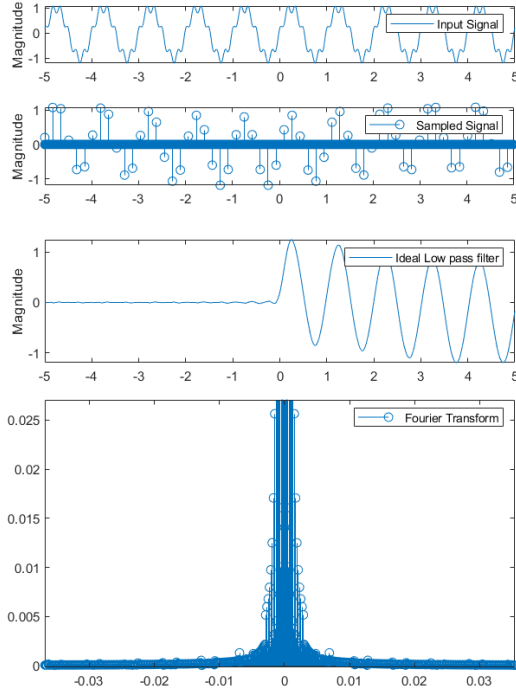 1
Input Signal
0
-1
Magnitude
-5 -4 -3 -2 -1 0 1 2 3 4 5
1
Sampled Signal
0
-1
Magnitude
-5 -4 -3 -2 -1 0 1 2 3 4 5
1
Ideal Low pass filter
0
-1
Magnitude
-5 -4 -3 -2 -1 0 1 2 3 4 5
Fourier Transform
0.025
0.02
0.015
0.01
0.005
0
-0.03 -0.02 -0.01 0 0.01 0.02 0.03